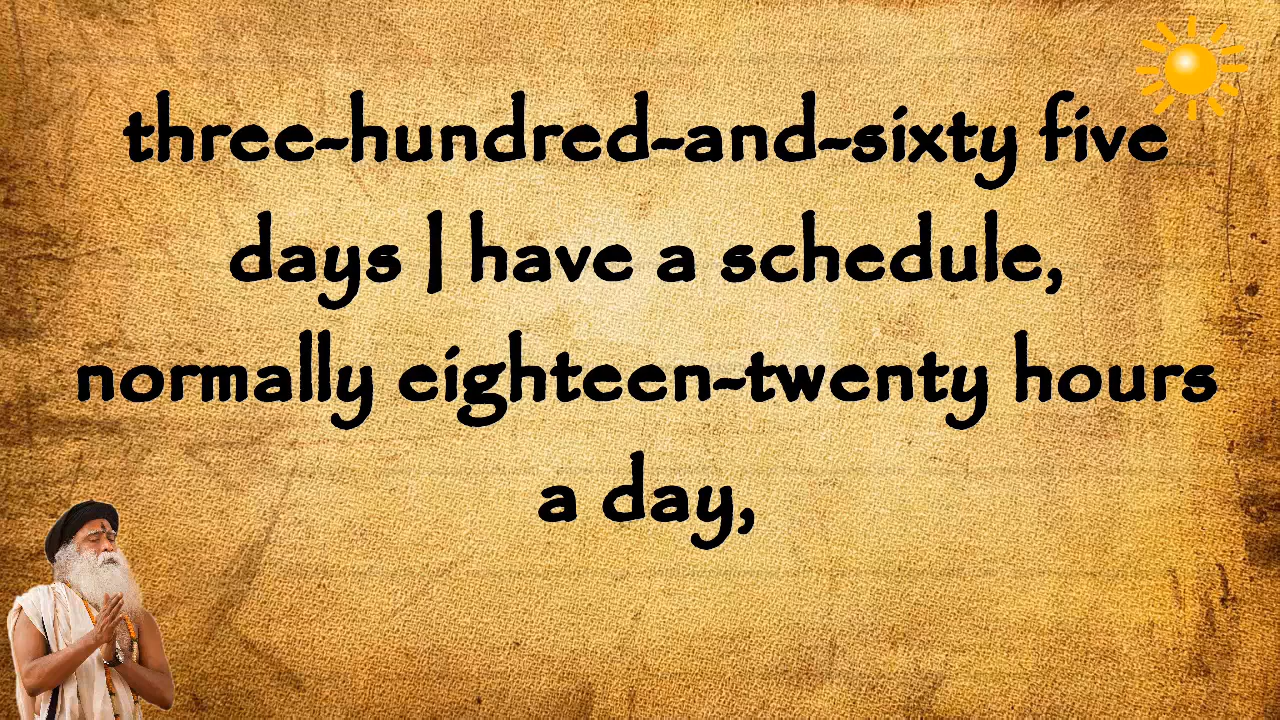 three-hundred-and-sixty five
days I have a schedule,
normally eighteen-twenty hours
a day,